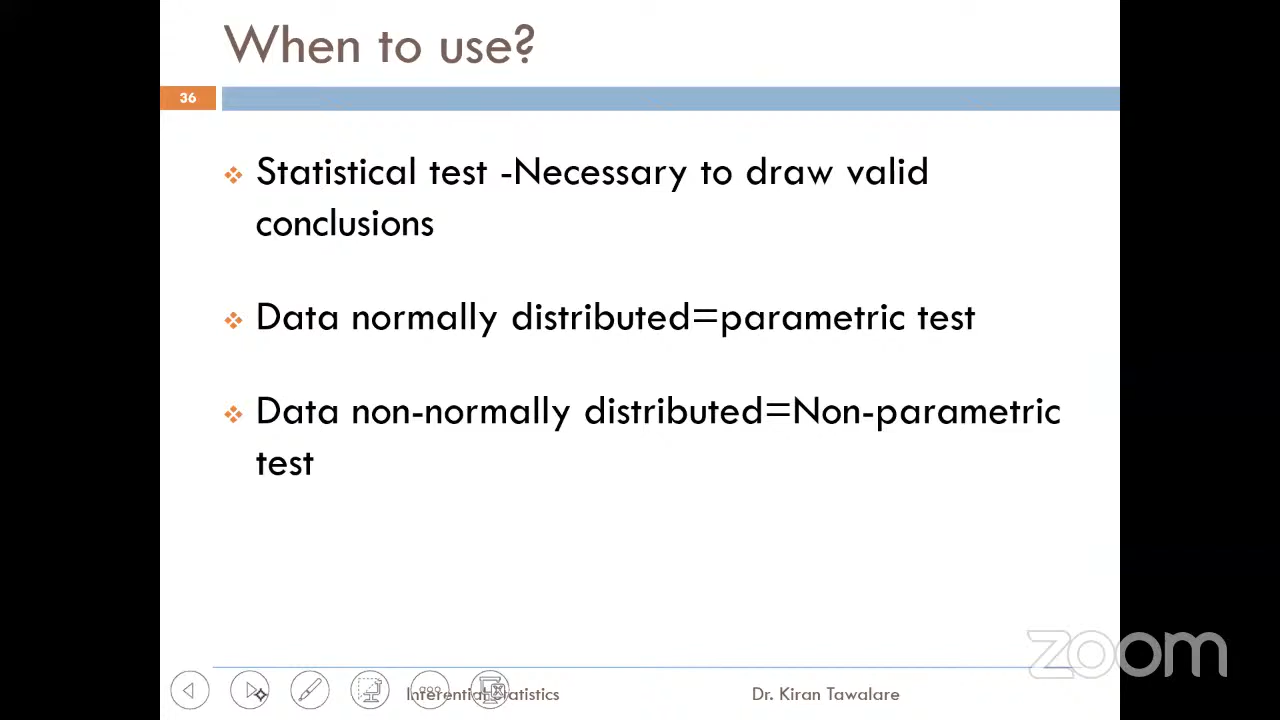 When to use?
36
Statistical test -Necessary to draw valid
conclusions
Data normally distributed=parametric test
Data non-normally distributed=Non-parametric
test
zoom
Inferential Statistics
Dr. Kiran Tawalare